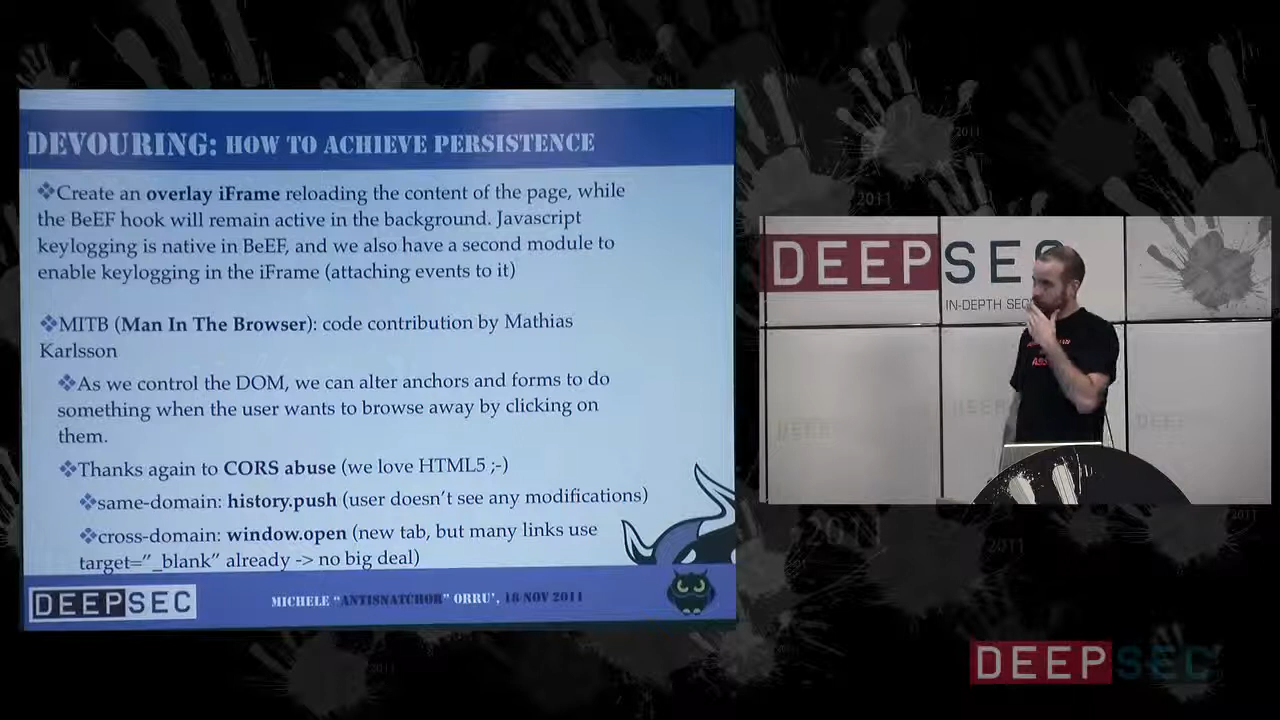 DEVOURING: HOW TO ACHIEVE PERSISTENCE
❖Create an overlay iFrame reloading the content of the page, while
the BeEF hook will remain active in the background. Javascript
keylogging is native in BeEF, and we also have a second module to
enable keylogging in the iFrame (attaching events to it)
❖MITB (Man In The Browser): code contribution by Mathias
Karlsson
❖As we control the DOM, we can alter anchors and forms to do
something when the user wants to browse away by clicking on
them.
❖Thanks again to CORS abuse (we love HTML5 ;-)
❖same-domain: history.push (user doesn't see any modifications)
❖cross-domain: window.open (new tab, but many links use
target="_blank" already -> no big deal)
DEEPSEC
MICHELE "ANTISNATCHOR" ORRU', 18 NOV 2011
2011
2011
DEEPSEC
IN-DEPTH
2011
2011
2011
2011
DEEPSEC